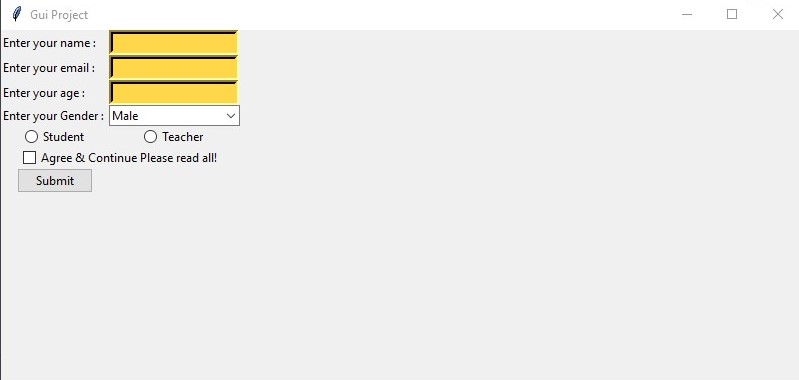 Gui Project
Enter your name :
Enter your email :
Enter your age :
Enter your Gender : Male
Student Teacher
Agree & Continue Please read all!
Submit